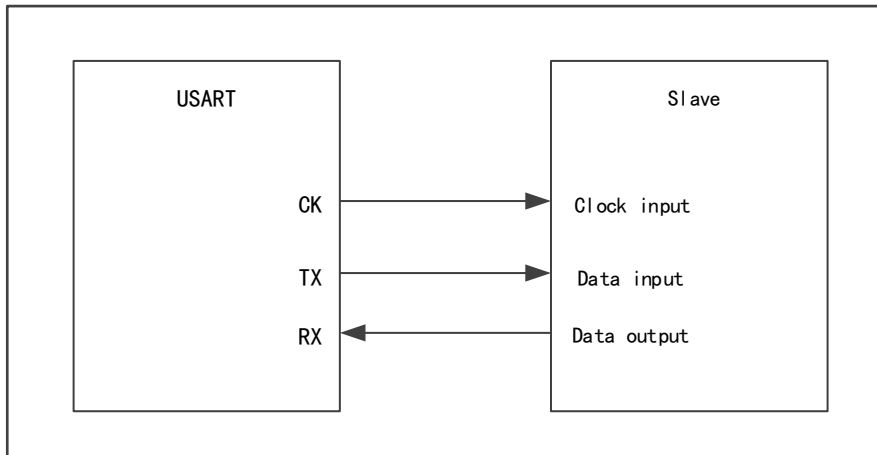 USART
Slave
CK
Clock input
TX
Data input
RX
Data output